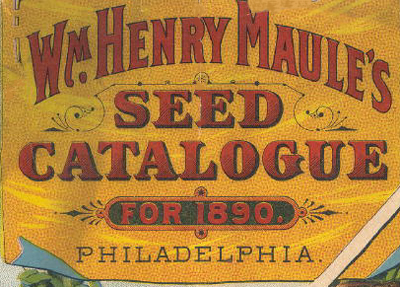 WM. HENRY MAULE'S
SEED
CATALOGUE
FOR 1890.
PHILADELPHIA.